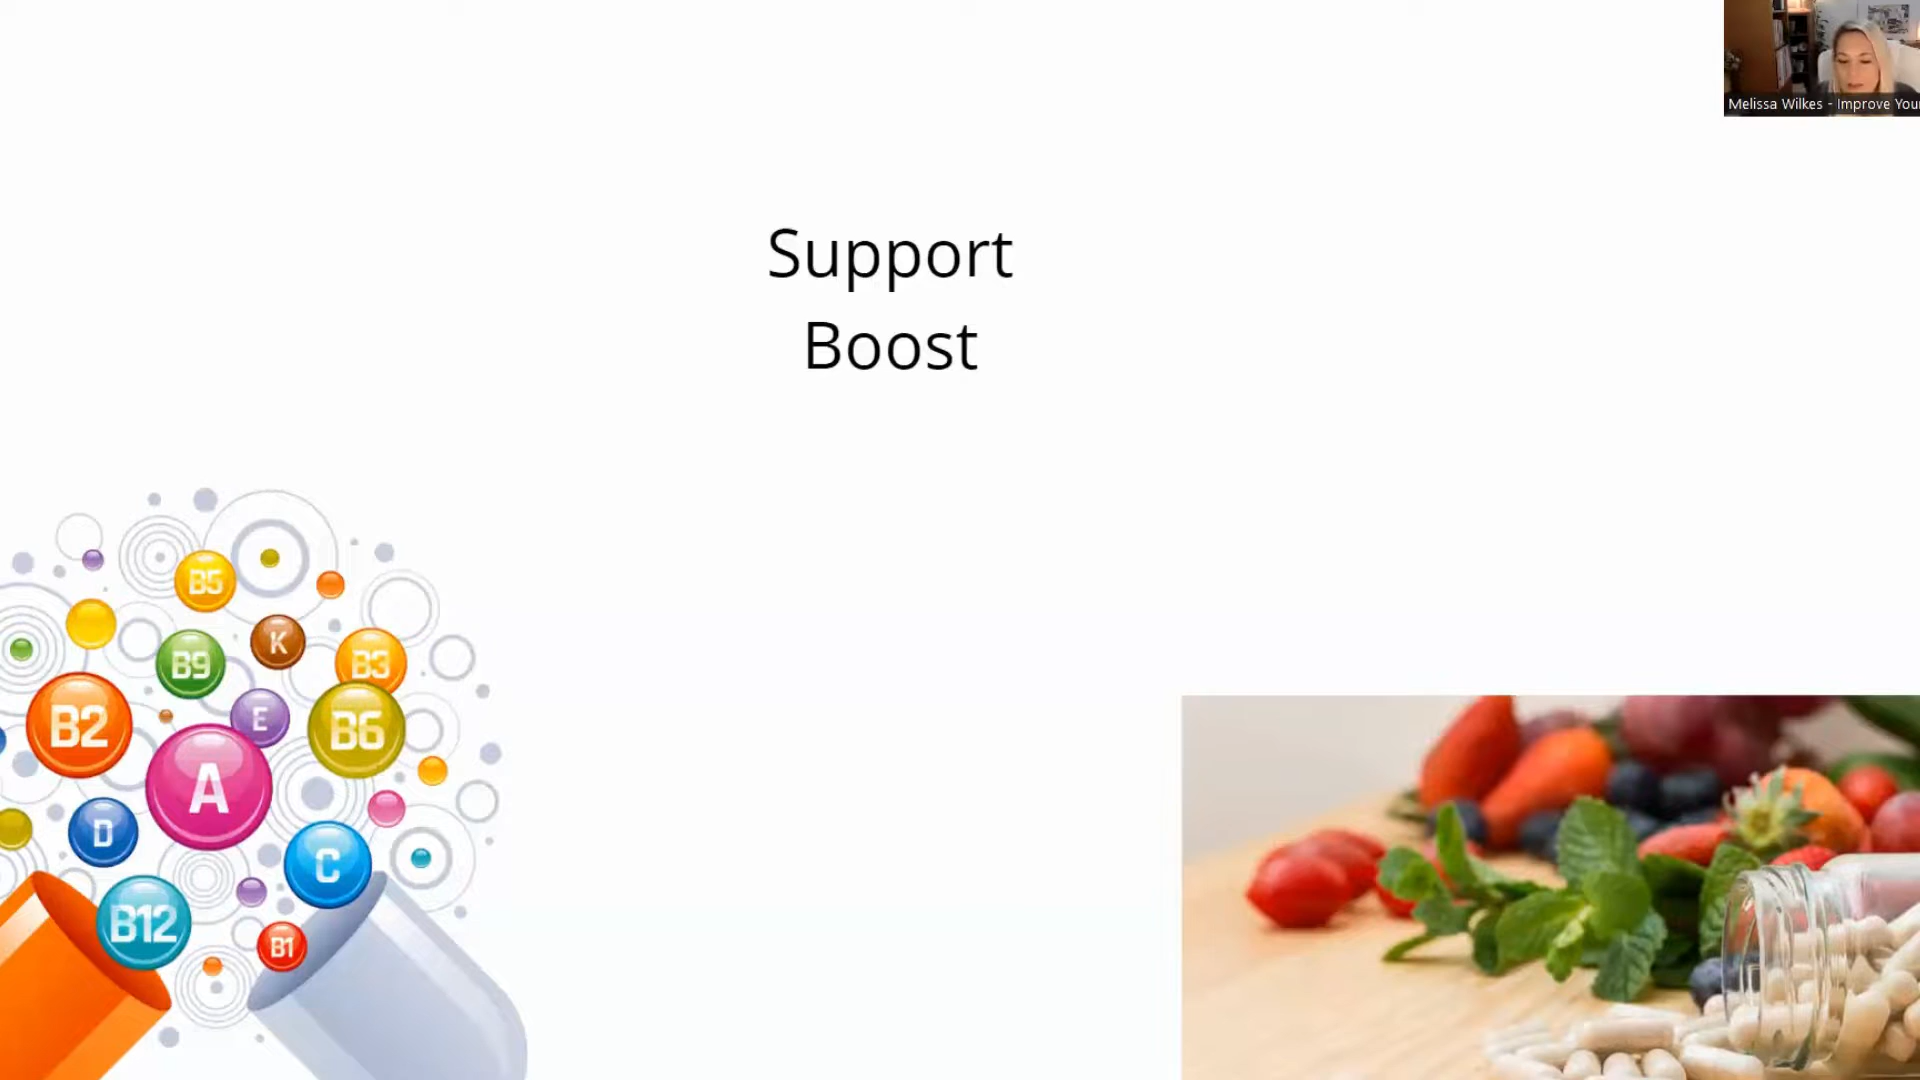 Melissa Wilkes - Improve You
Support
Boost
B5
K
B9
B3
E
B2
B6
A
D
C
B12
B1